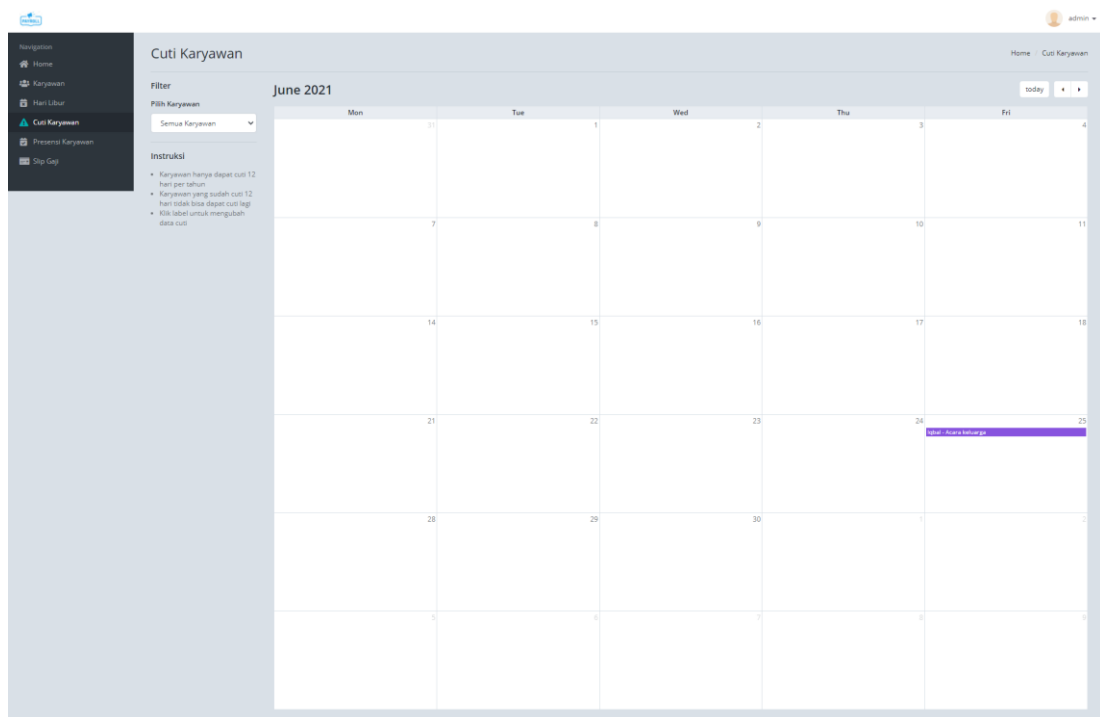 PAYROLL
admin
Navigation
Home
Karyawan
Hari Libur
Cuti Karyawan
Presensi Karyawan
Slip Gaji
Cuti Karyawan
Home / Cuti Karyawan
Filter
Pilih Karyawan
Semua Karyawan
Instruksi
Karyawan hanya dapat cuti 12
hari per tahun
Karyawan yang sudah cuti 12
hari tidak bisa dapat cuti lagi
Klik label untuk mengubah
data cuti
June 2021
today
Mon Tue Wed Thu Fri
31 1 2 3 4
7 8 9 10 11
14 15 16 17 18
21 22 23 24 25
Iqbal - Acara keluarga
28 29 30 1 2
5 6 7 8 9